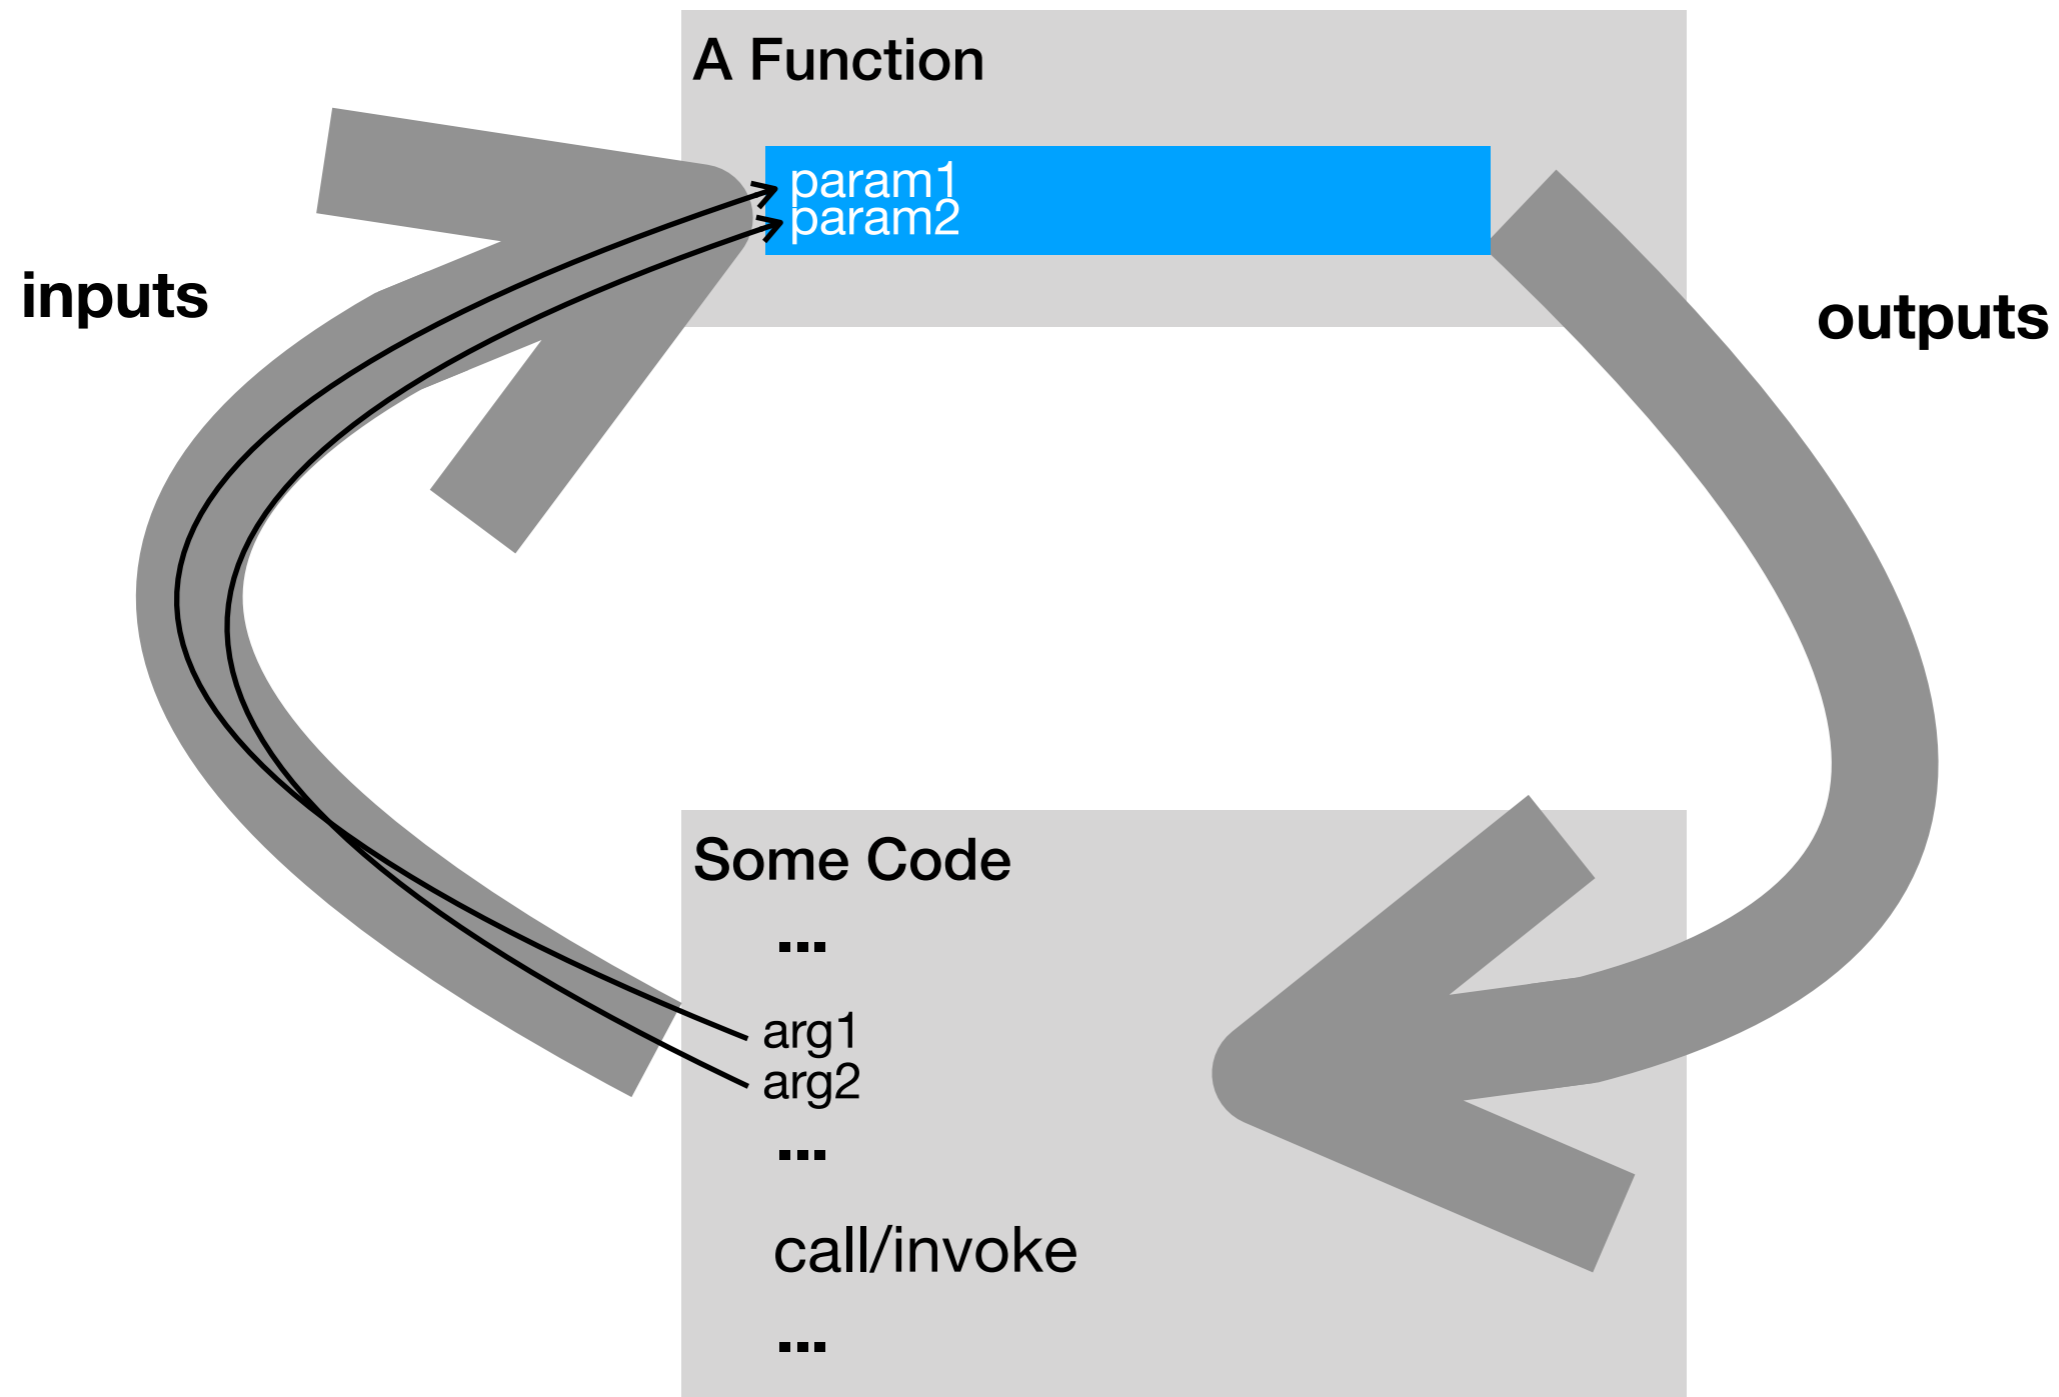 A Function
param1
param2
inputs
outputs
Some Code
...
arg1
arg2
...
call/invoke
...